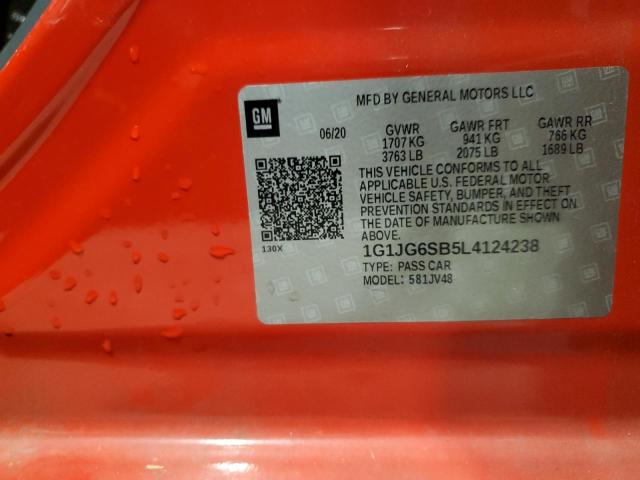 MFD BY GENERAL MOTORS LLC
GM
06/20
GVWR GAWR FRT GAWR RR
1707 KG 941 KG 766 KG
3763 LB 2075 LB 1689 LB
THIS VEHICLE CONFORMS TO ALL
APPLICABLE U.S. FEDERAL MOTOR
VEHICLE SAFETY, BUMPER, AND THEFT
PREVENTION STANDARDS IN EFFECT ON
THE DATE OF MANUFACTURE SHOWN
ABOVE.
130X
1G1JG6SB5L4124238
TYPE: PASS CAR
MODEL: 581JV48